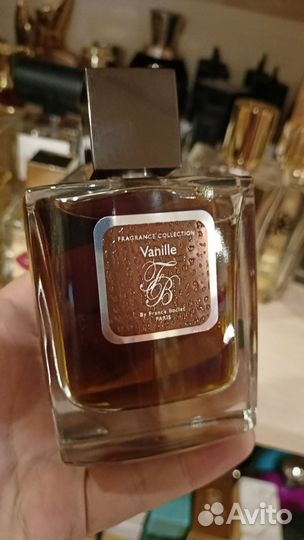 FRAGRANCE COLLECTION
Vanille
FB
By Franck Boclet
PARIS
Avito